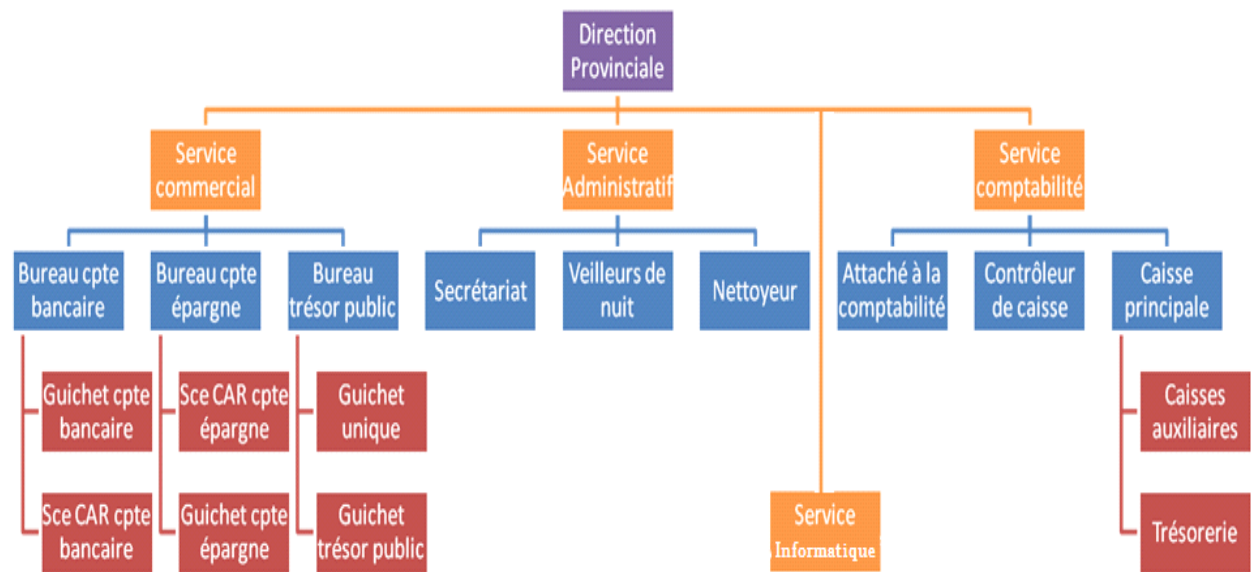 Direction
Provinciale
Service
commercial
Service
Administratif
Service
comptabilité
Bureau cpte
bancaire
Bureau cpte
épargne
Bureau
trésor public
Secrétariat
Veilleurs de
nuit
Nettoyeur
Attaché à la
comptabilité
Contrôleur
de caisse
Caisse
principale
Guichet cpte
bancaire
Sce CAR cpte
épargne
Guichet
unique
Caisses
auxiliaires
Sce CAR cpte
bancaire
Guichet cpte
épargne
Guichet
trésor public
Service
Informatique
Trésorerie